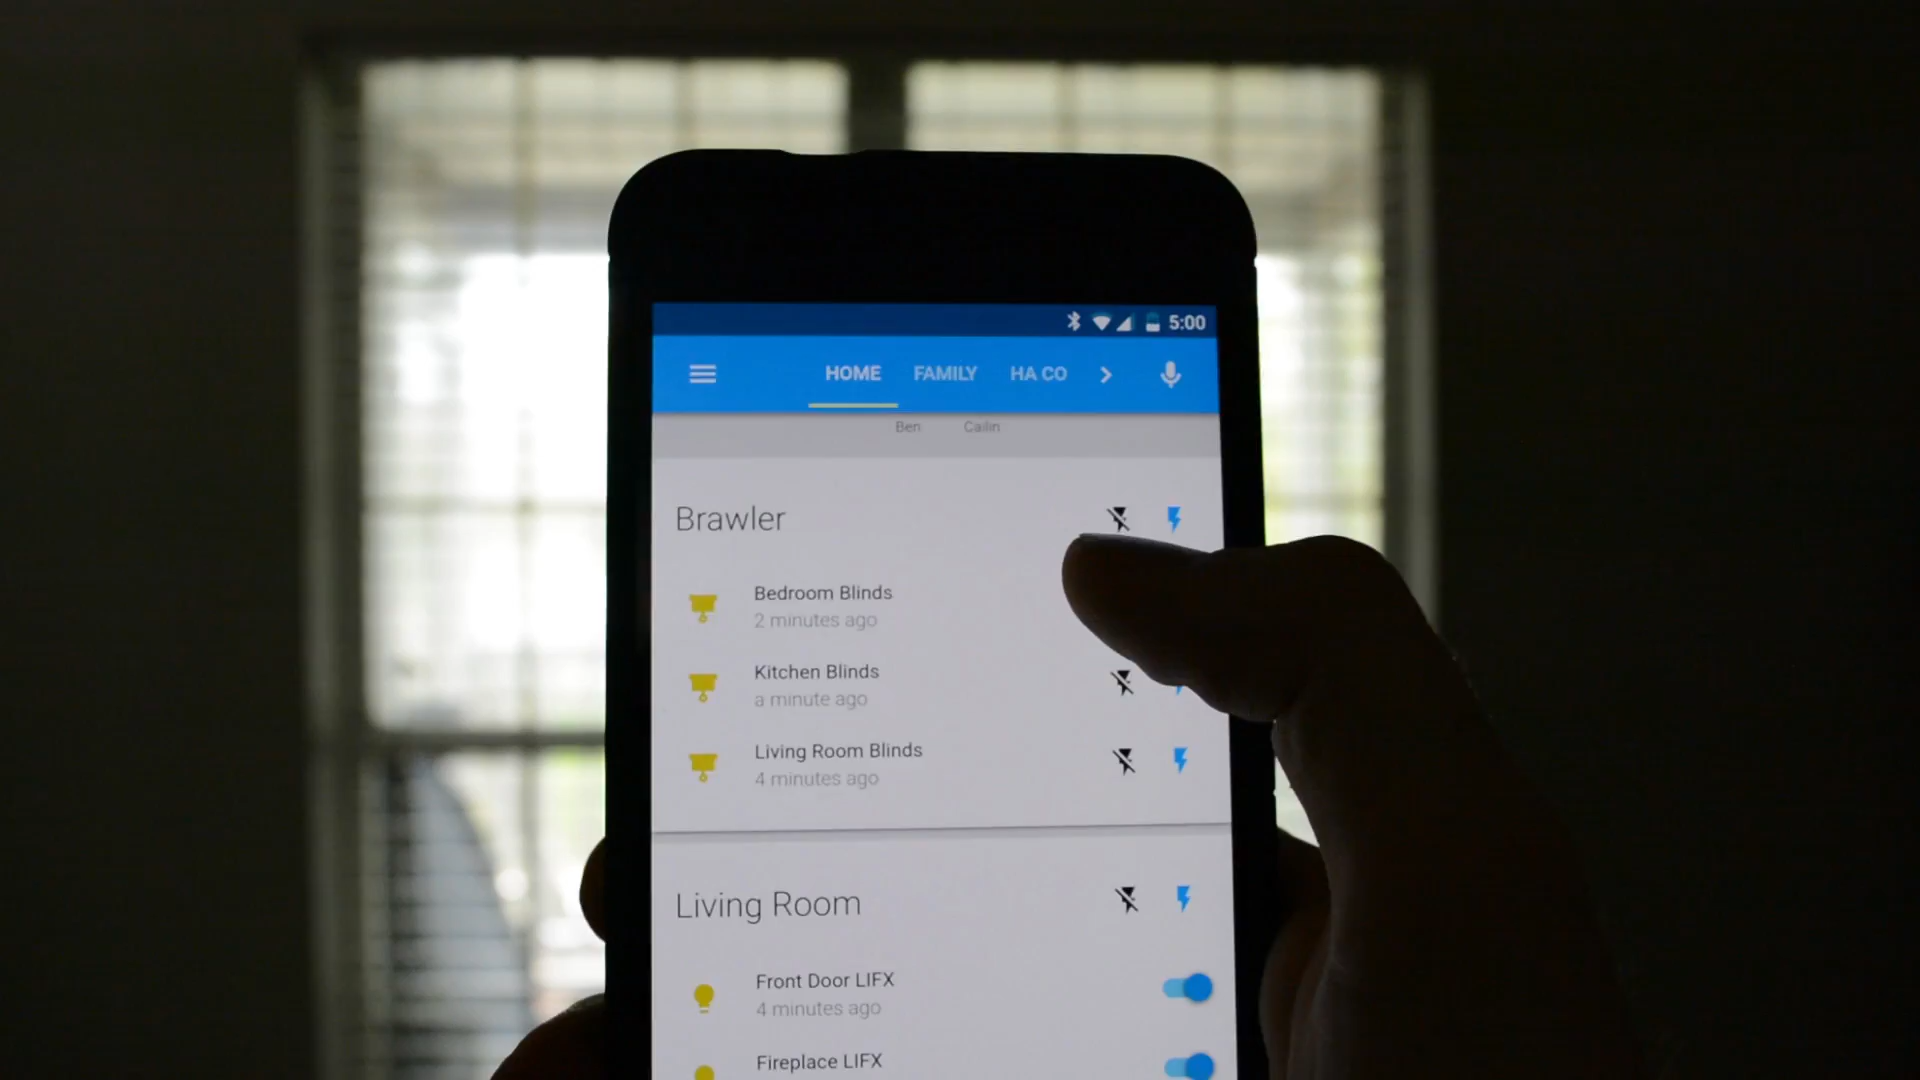 5:00
HOME FAMILY HA CO
Ben Cailin
Brawler
Bedroom Blinds
2 minutes ago
Kitchen Blinds
a minute ago
Living Room Blinds
4 minutes ago
Living Room
Front Door LIFX
4 minutes ago
Fireplace LIFX